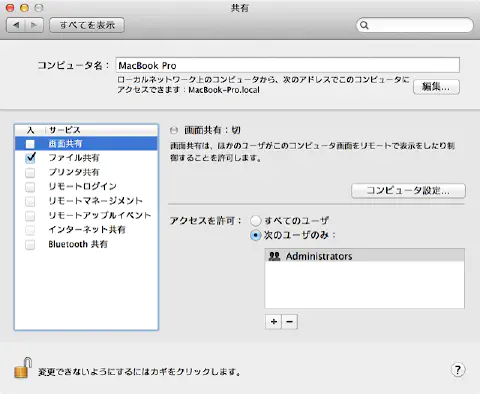 共有
すべてを表示
コンピュータ名：
MacBook Pro
ローカルネットワーク上のコンピュータから、次のアドレスでこのコンピュータに
アクセスできます：MacBook-Pro.local
編集...
入 サービス
画面共有
ファイル共有
プリンタ共有
リモートログイン
リモートマネージメント
リモートアップルイベント
インターネット共有
Bluetooth 共有
画面共有：切
画面共有は、ほかのユーザがこのコンピュータ画面をリモートで表示をしたり制
御することを許可します。
コンピュータ設定...
アクセスを許可： すべてのユーザ
次のユーザのみ：
Administrators
+ −
変更できないようにするにはカギをクリックします。
?